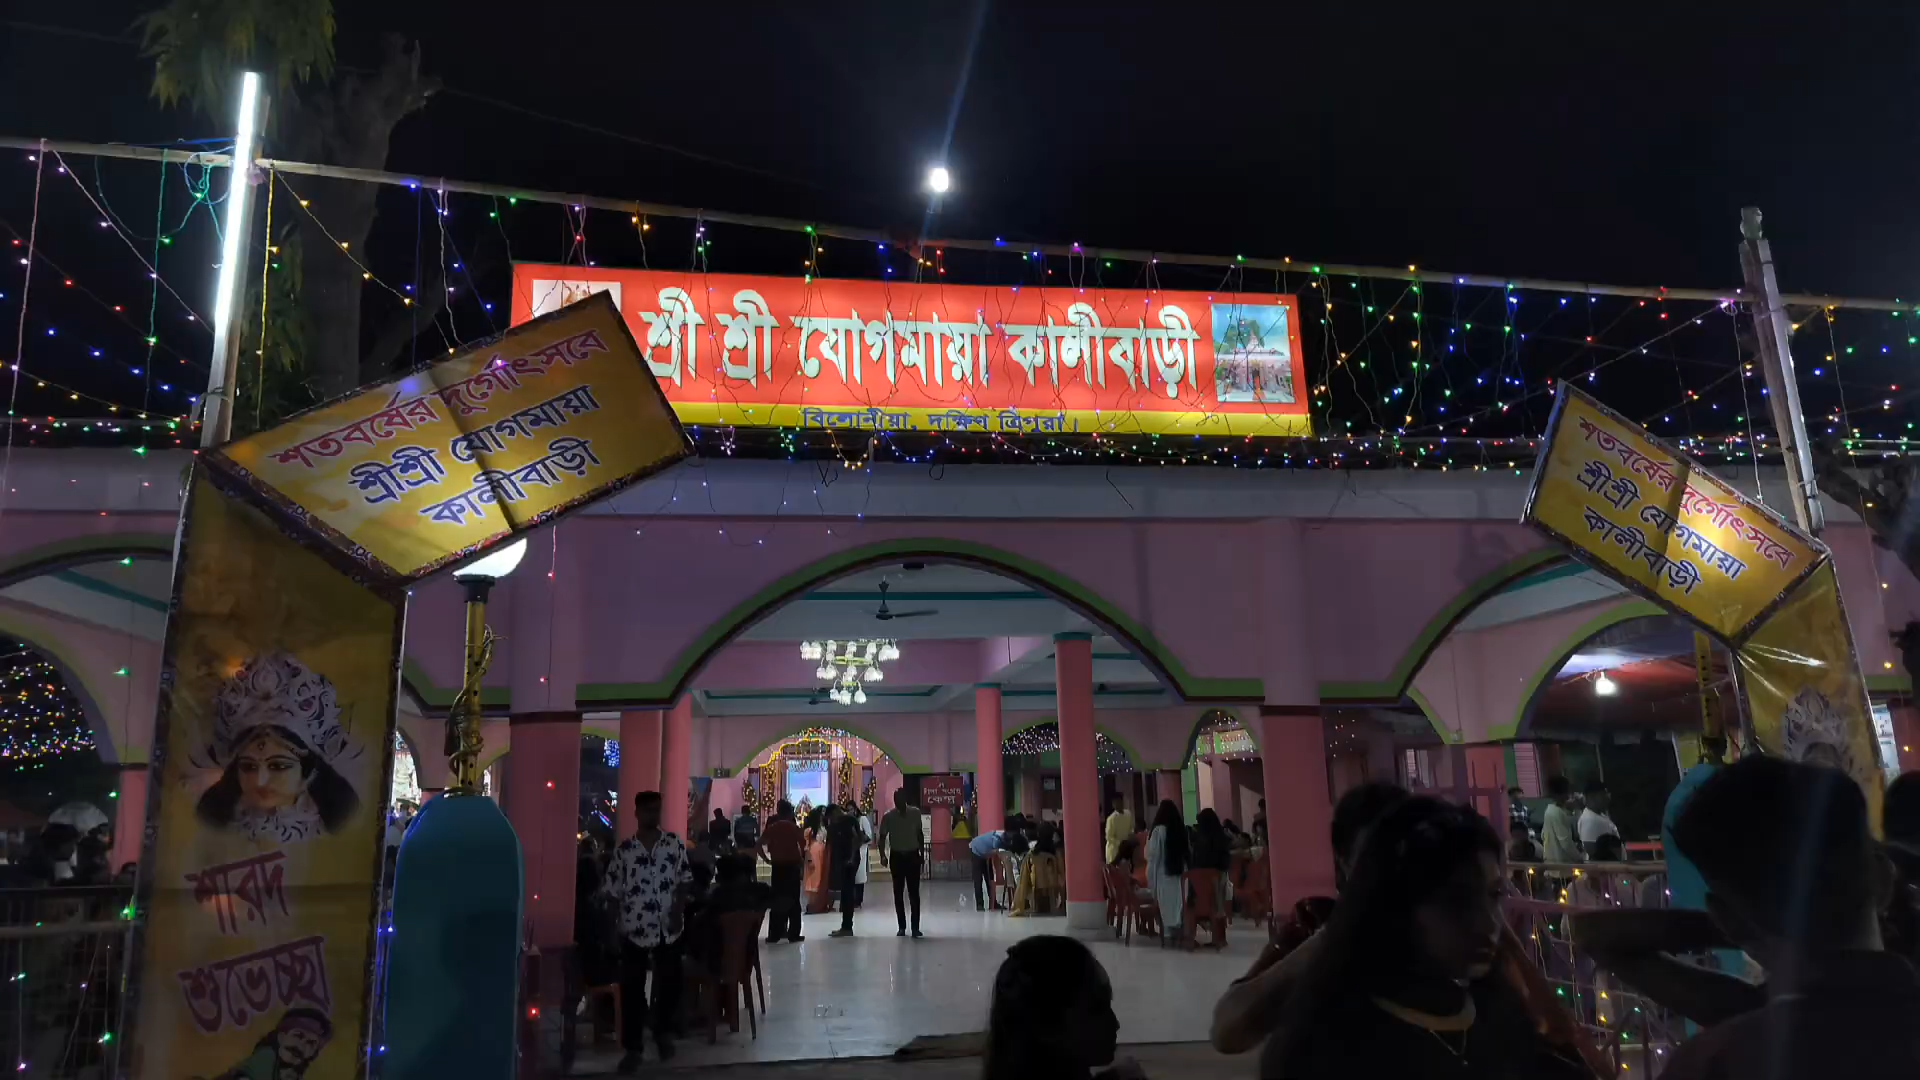 শ্রী শ্রী যোগমায়া কালীবাড়ী
বিলোনীয়া, দক্ষিণ ত্রিপুরা।
শতবর্ষের দুর্গোৎসবে
শ্রীশ্রী যোগমায়া
কালীবাড়ী
শারদ
শুভেচ্ছা
শতবর্ষের দুর্গোৎসবে
শ্রীশ্রী যোগমায়া
কালীবাড়ী
কেন্দ্র